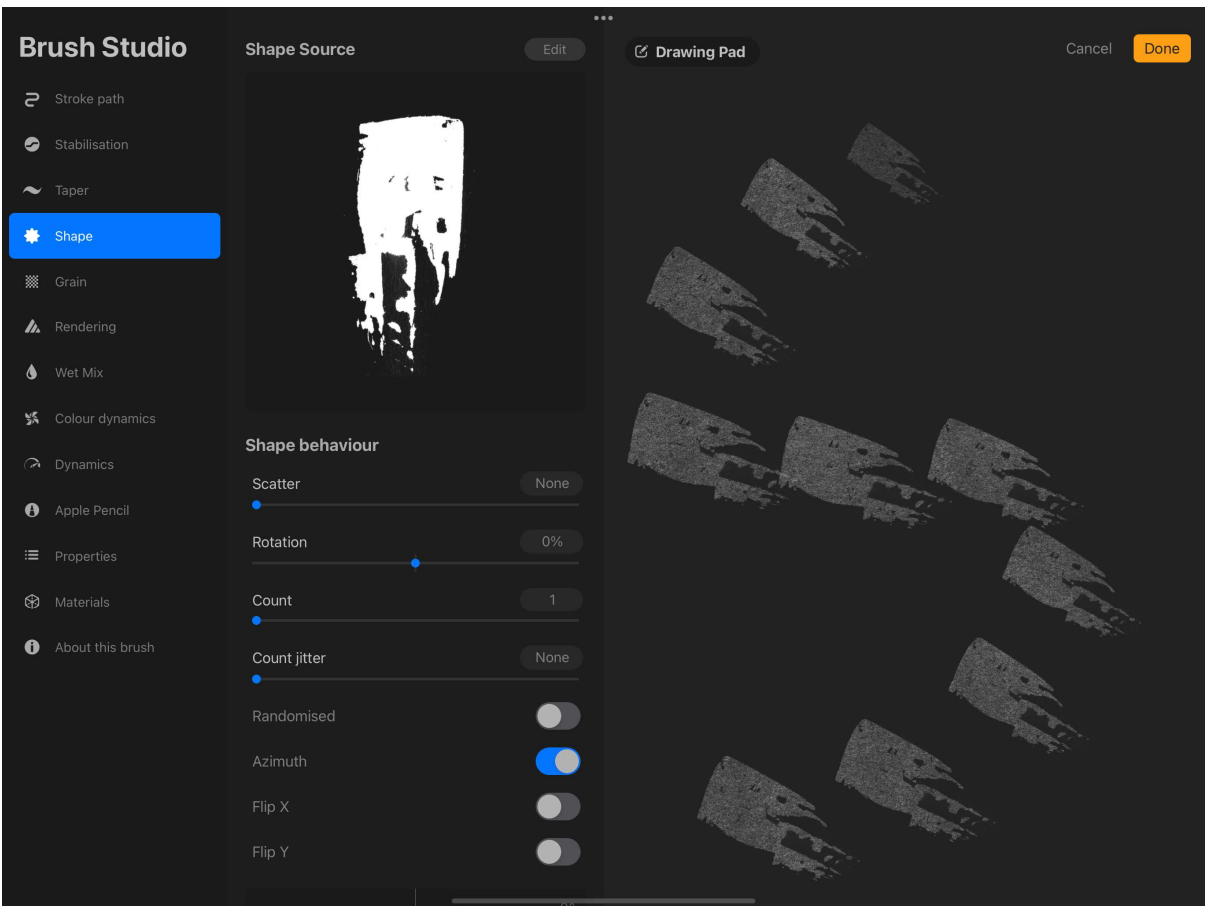 Brush Studio
Stroke path
Stabilisation
Taper
Shape
Grain
Rendering
Wet Mix
Colour dynamics
Dynamics
Apple Pencil
Properties
Materials
About this brush
Shape Source
Edit
Shape behaviour
Scatter
None
Rotation
0%
Count
1
Count jitter
None
Randomised
Azimuth
Flip X
Flip Y
Drawing Pad
Cancel
Done